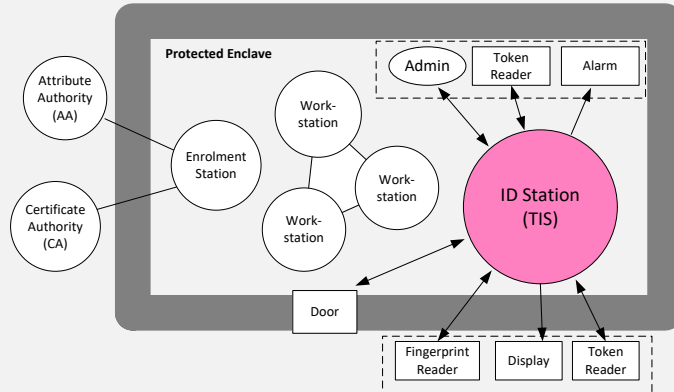 Protected Enclave
Admin
Token
Reader
Alarm
Attribute
Authority
(AA)
Work-
station
Enrolment
Station
Work-
station
ID Station
(TIS)
Certificate
Authority
(CA)
Work-
station
Door
Fingerprint
Reader
Display
Token
Reader